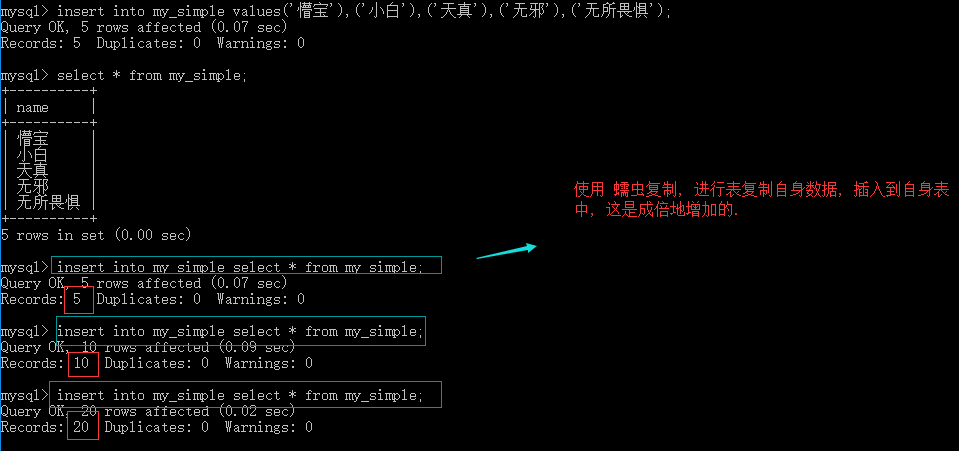 mysql> insert into my_simple values('懵宝'),('小白'),('天真'),('无邪'),('无所畏惧');
Query OK, 5 rows affected (0.07 sec)
Records: 5  Duplicates: 0  Warnings: 0
mysql> select * from my_simple;
+----------+
| name     |
+----------+
| 懵宝     |
| 小白     |
| 天真     |
| 无邪     |
| 无所畏惧 |
+----------+
5 rows in set (0.00 sec)
使用 蠕虫复制, 进行表复制自身数据, 插入到自身表
中, 这是成倍地增加的.
mysql> insert into my_simple select * from my_simple;
Query OK, 5 rows affected (0.07 sec)
Records: 5  Duplicates: 0  Warnings: 0
mysql> insert into my_simple select * from my_simple;
Query OK, 10 rows affected (0.09 sec)
Records: 10  Duplicates: 0  Warnings: 0
mysql> insert into my_simple select * from my_simple;
Query OK, 20 rows affected (0.02 sec)
Records: 20  Duplicates: 0  Warnings: 0